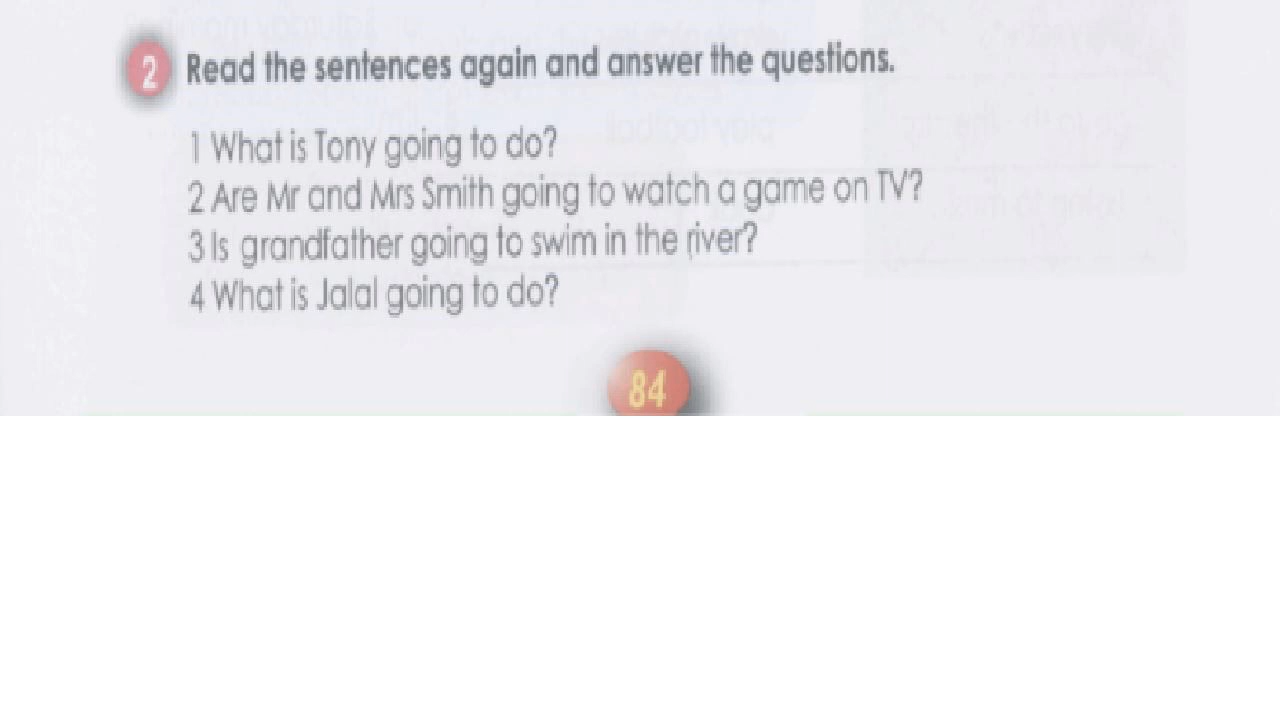 2 Read the sentences again and answer the questions.
1 What is Tony going to do?
2 Are Mr and Mrs Smith going to watch a game on TV?
3 Is grandfather going to swim in the river?
4 What is Jalal going to do?
84